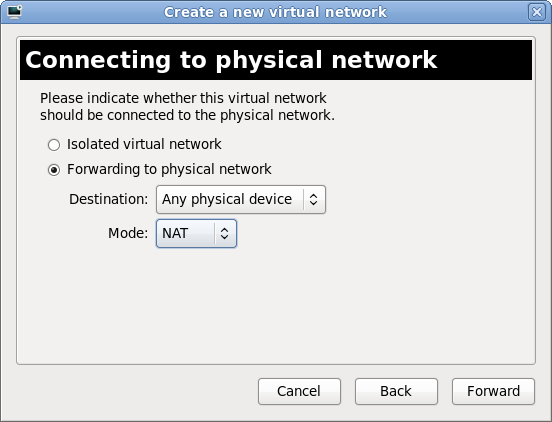 Create a new virtual network
Connecting to physical network
Please indicate whether this virtual network
should be connected to the physical network.
Isolated virtual network
Forwarding to physical network
Destination: Any physical device
Mode: NAT
Cancel Back Forward